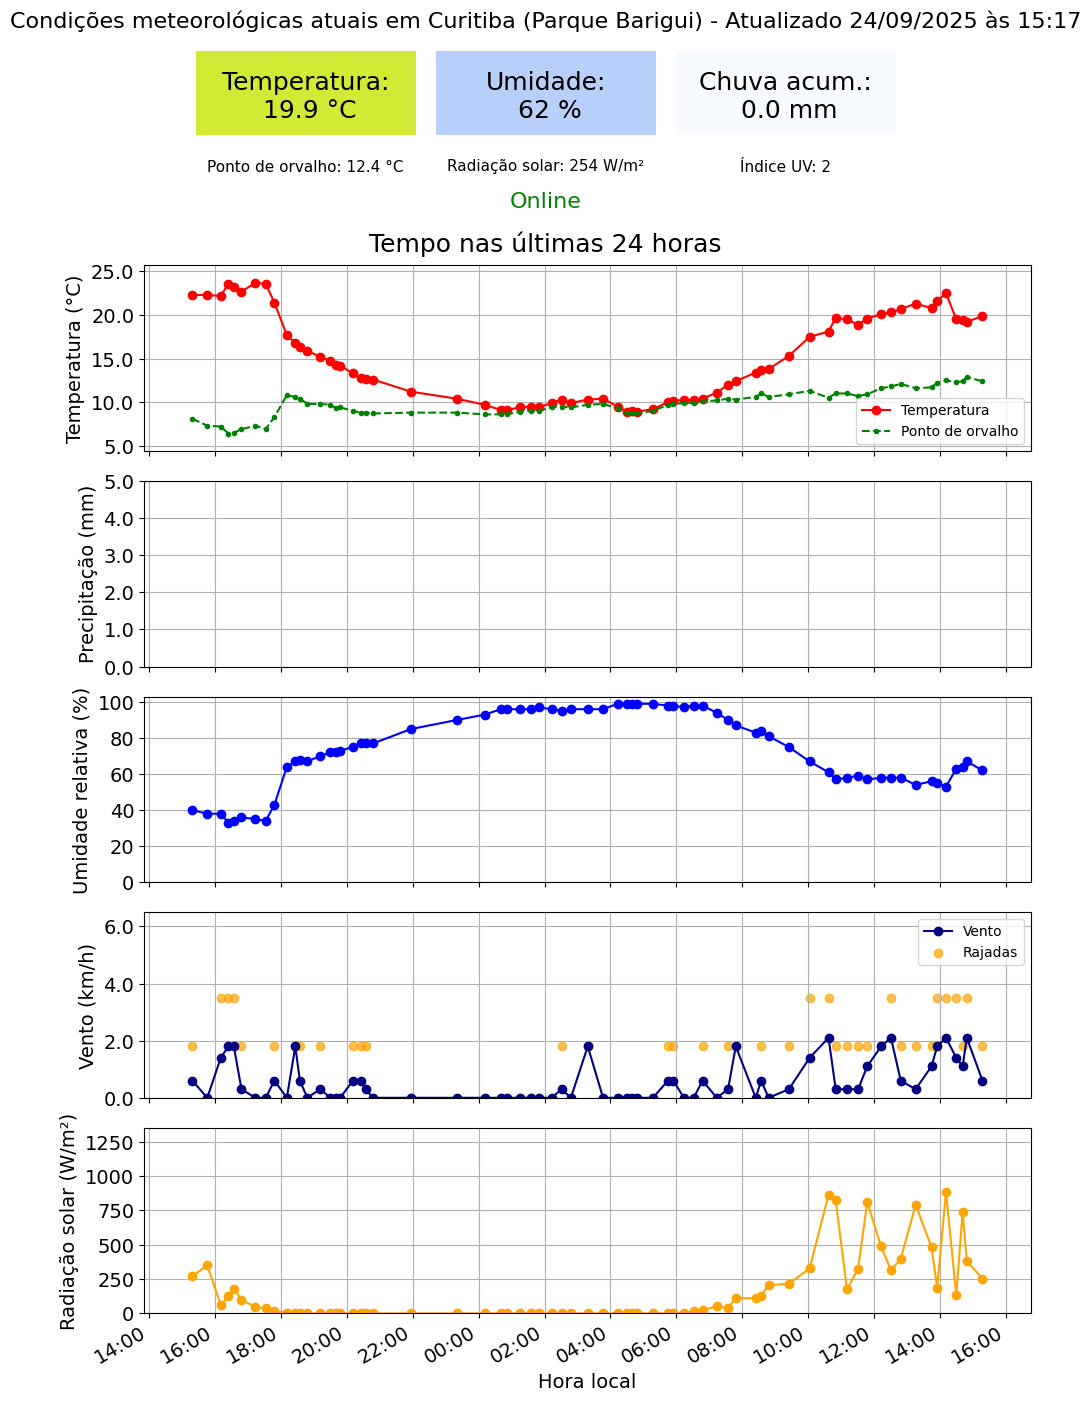 Condições meteorológicas atuais em Curitiba (Parque Barigui) - Atualizado 24/09/2025 às 15:17
Temperatura:
19.9 °C
Umidade:
62 %
Chuva acum.:
0.0 mm
Ponto de orvalho: 12.4 °C
Radiação solar: 254 W/m²
Índice UV: 2
Online
Tempo nas últimas 24 horas
Temperatura (°C)
25.0
20.0
15.0
10.0
5.0
Temperatura
Ponto de orvalho
Precipitação (mm)
5.0
4.0
3.0
2.0
1.0
0.0
Umidade relativa (%)
100
80
60
40
20
0
Vento (km/h)
6.0
4.0
2.0
0.0
Vento
Rajadas
Radiação solar (W/m²)
1250
1000
750
500
250
0
14:00
16:00
18:00
20:00
22:00
00:00
02:00
04:00
06:00
08:00
10:00
12:00
14:00
16:00
Hora local